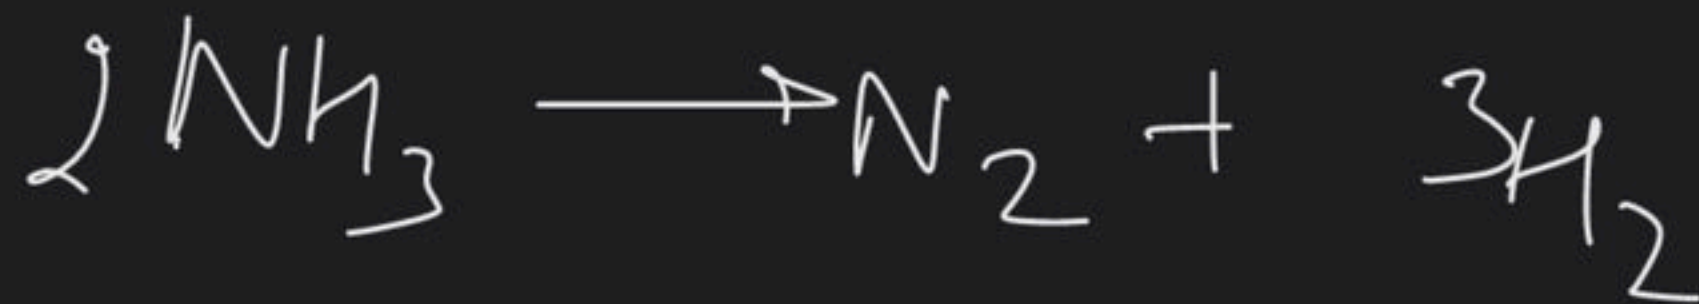 2NH₃ → N₂ + 3H₂